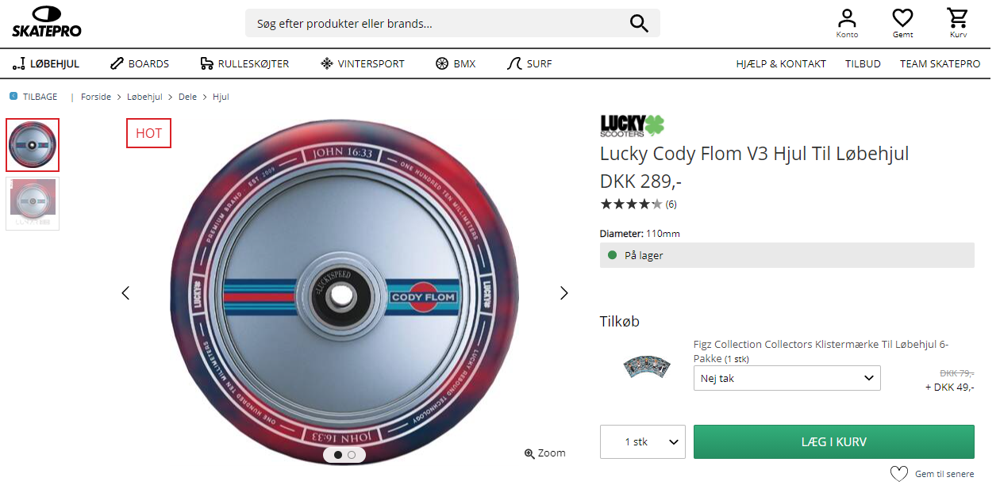 SKATEPRO
Søg efter produkter eller brands...
Konto
Gemt
Kurv
LØBEHJUL
BOARDS
RULLESKØJTER
VINTERSPORT
BMX
SURF
HJÆLP & KONTAKT
TILBUD
TEAM SKATEPRO
TILBAGE | Forside > Løbehjul > Dele > Hjul
HOT
JOHN 16:33
ONE HUNDRED TEN MILLIMETERS
LUCKY
LUCKY REBOUND TECHNOLOGY
JOHN 16:33
ONE HUNDRED TEN MILLIMETERS
LUCKY
PREMIUM BRAND . EST. 2009
LUCKYSPEED
CODY FLOM
Zoom
LUCKY
SCOOTERS
Lucky Cody Flom V3 Hjul Til Løbehjul
DKK 289,-
(6)
Diameter: 110mm
På lager
Tilkøb
Figz Collection Collectors Klistermærke Til Løbehjul 6-
Pakke (1 stk)
Nej tak
DKK 79,-
+ DKK 49,-
1 stk
LÆG I KURV
Gem til senere